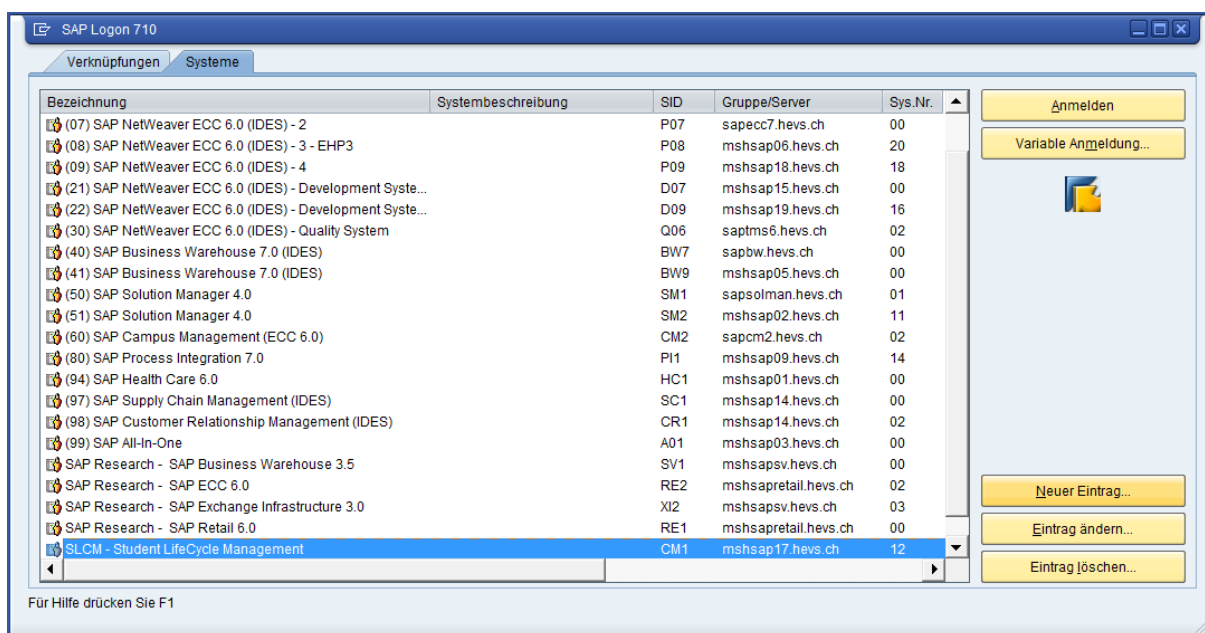 SAP Logon 710
Verknüpfungen Systeme
Bezeichnung Systembeschreibung SID Gruppe/Server Sys.Nr.
(07) SAP NetWeaver ECC 6.0 (IDES) - 2 P07 sapecc7.hevs.ch 00
(08) SAP NetWeaver ECC 6.0 (IDES) - 3 - EHP3 P08 mshsap06.hevs.ch 20
(09) SAP NetWeaver ECC 6.0 (IDES) - 4 P09 mshsap18.hevs.ch 18
(21) SAP NetWeaver ECC 6.0 (IDES) - Development Syste... D07 mshsap15.hevs.ch 00
(22) SAP NetWeaver ECC 6.0 (IDES) - Development Syste... D09 mshsap19.hevs.ch 16
(30) SAP NetWeaver ECC 6.0 (IDES) - Quality System Q06 saptms6.hevs.ch 02
(40) SAP Business Warehouse 7.0 (IDES) BW7 sapbw.hevs.ch 00
(41) SAP Business Warehouse 7.0 (IDES) BW9 mshsap05.hevs.ch 00
(50) SAP Solution Manager 4.0 SM1 sapsolman.hevs.ch 01
(51) SAP Solution Manager 4.0 SM2 mshsap02.hevs.ch 11
(60) SAP Campus Management (ECC 6.0) CM2 sapcm2.hevs.ch 02
(80) SAP Process Integration 7.0 PI1 mshsap09.hevs.ch 14
(94) SAP Health Care 6.0 HC1 mshsap01.hevs.ch 00
(97) SAP Supply Chain Management (IDES) SC1 mshsap14.hevs.ch 00
(98) SAP Customer Relationship Management (IDES) CR1 mshsap14.hevs.ch 02
(99) SAP All-In-One A01 mshsap03.hevs.ch 00
SAP Research - SAP Business Warehouse 3.5 SV1 mshsapsv.hevs.ch 00
SAP Research - SAP ECC 6.0 RE2 mshsapretail.hevs.ch 02
SAP Research - SAP Exchange Infrastructure 3.0 XI2 mshsapsv.hevs.ch 03
SAP Research - SAP Retail 6.0 RE1 mshsapretail.hevs.ch 00
SLCM - Student LifeCycle Management CM1 mshsap17.hevs.ch 12
Anmelden
Variable Anmeldung...
Neuer Eintrag...
Eintrag ändern...
Eintrag löschen...
Für Hilfe drücken Sie F1